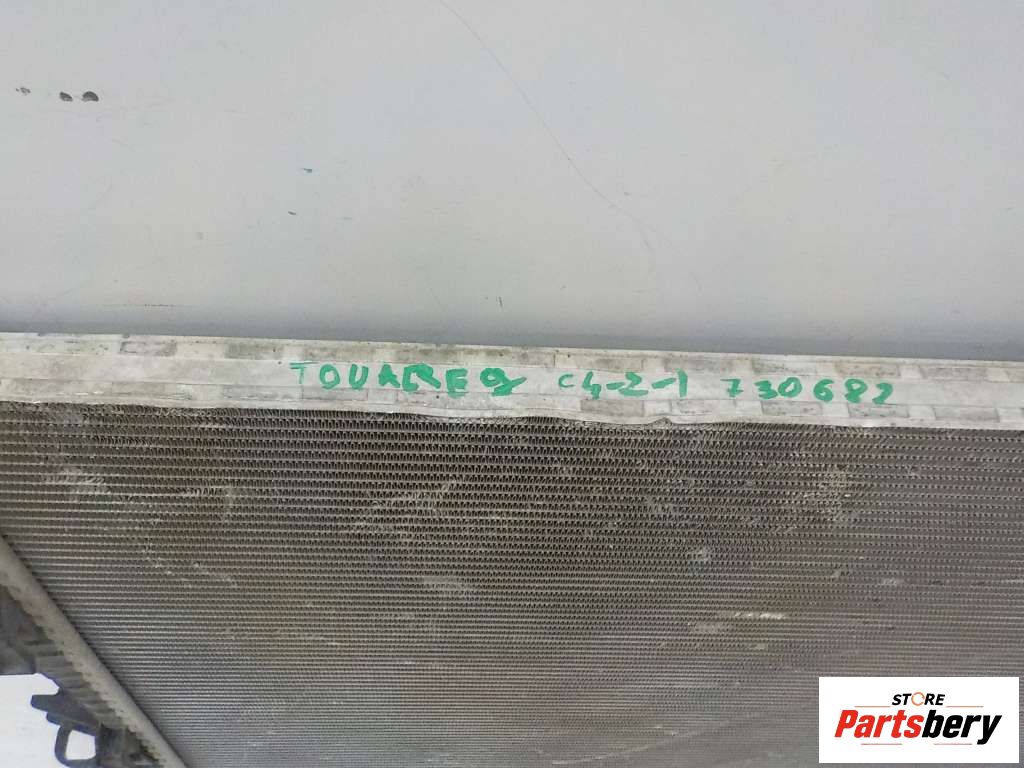 TOUAREg C4-2-1 730682
STORE
Partsbery